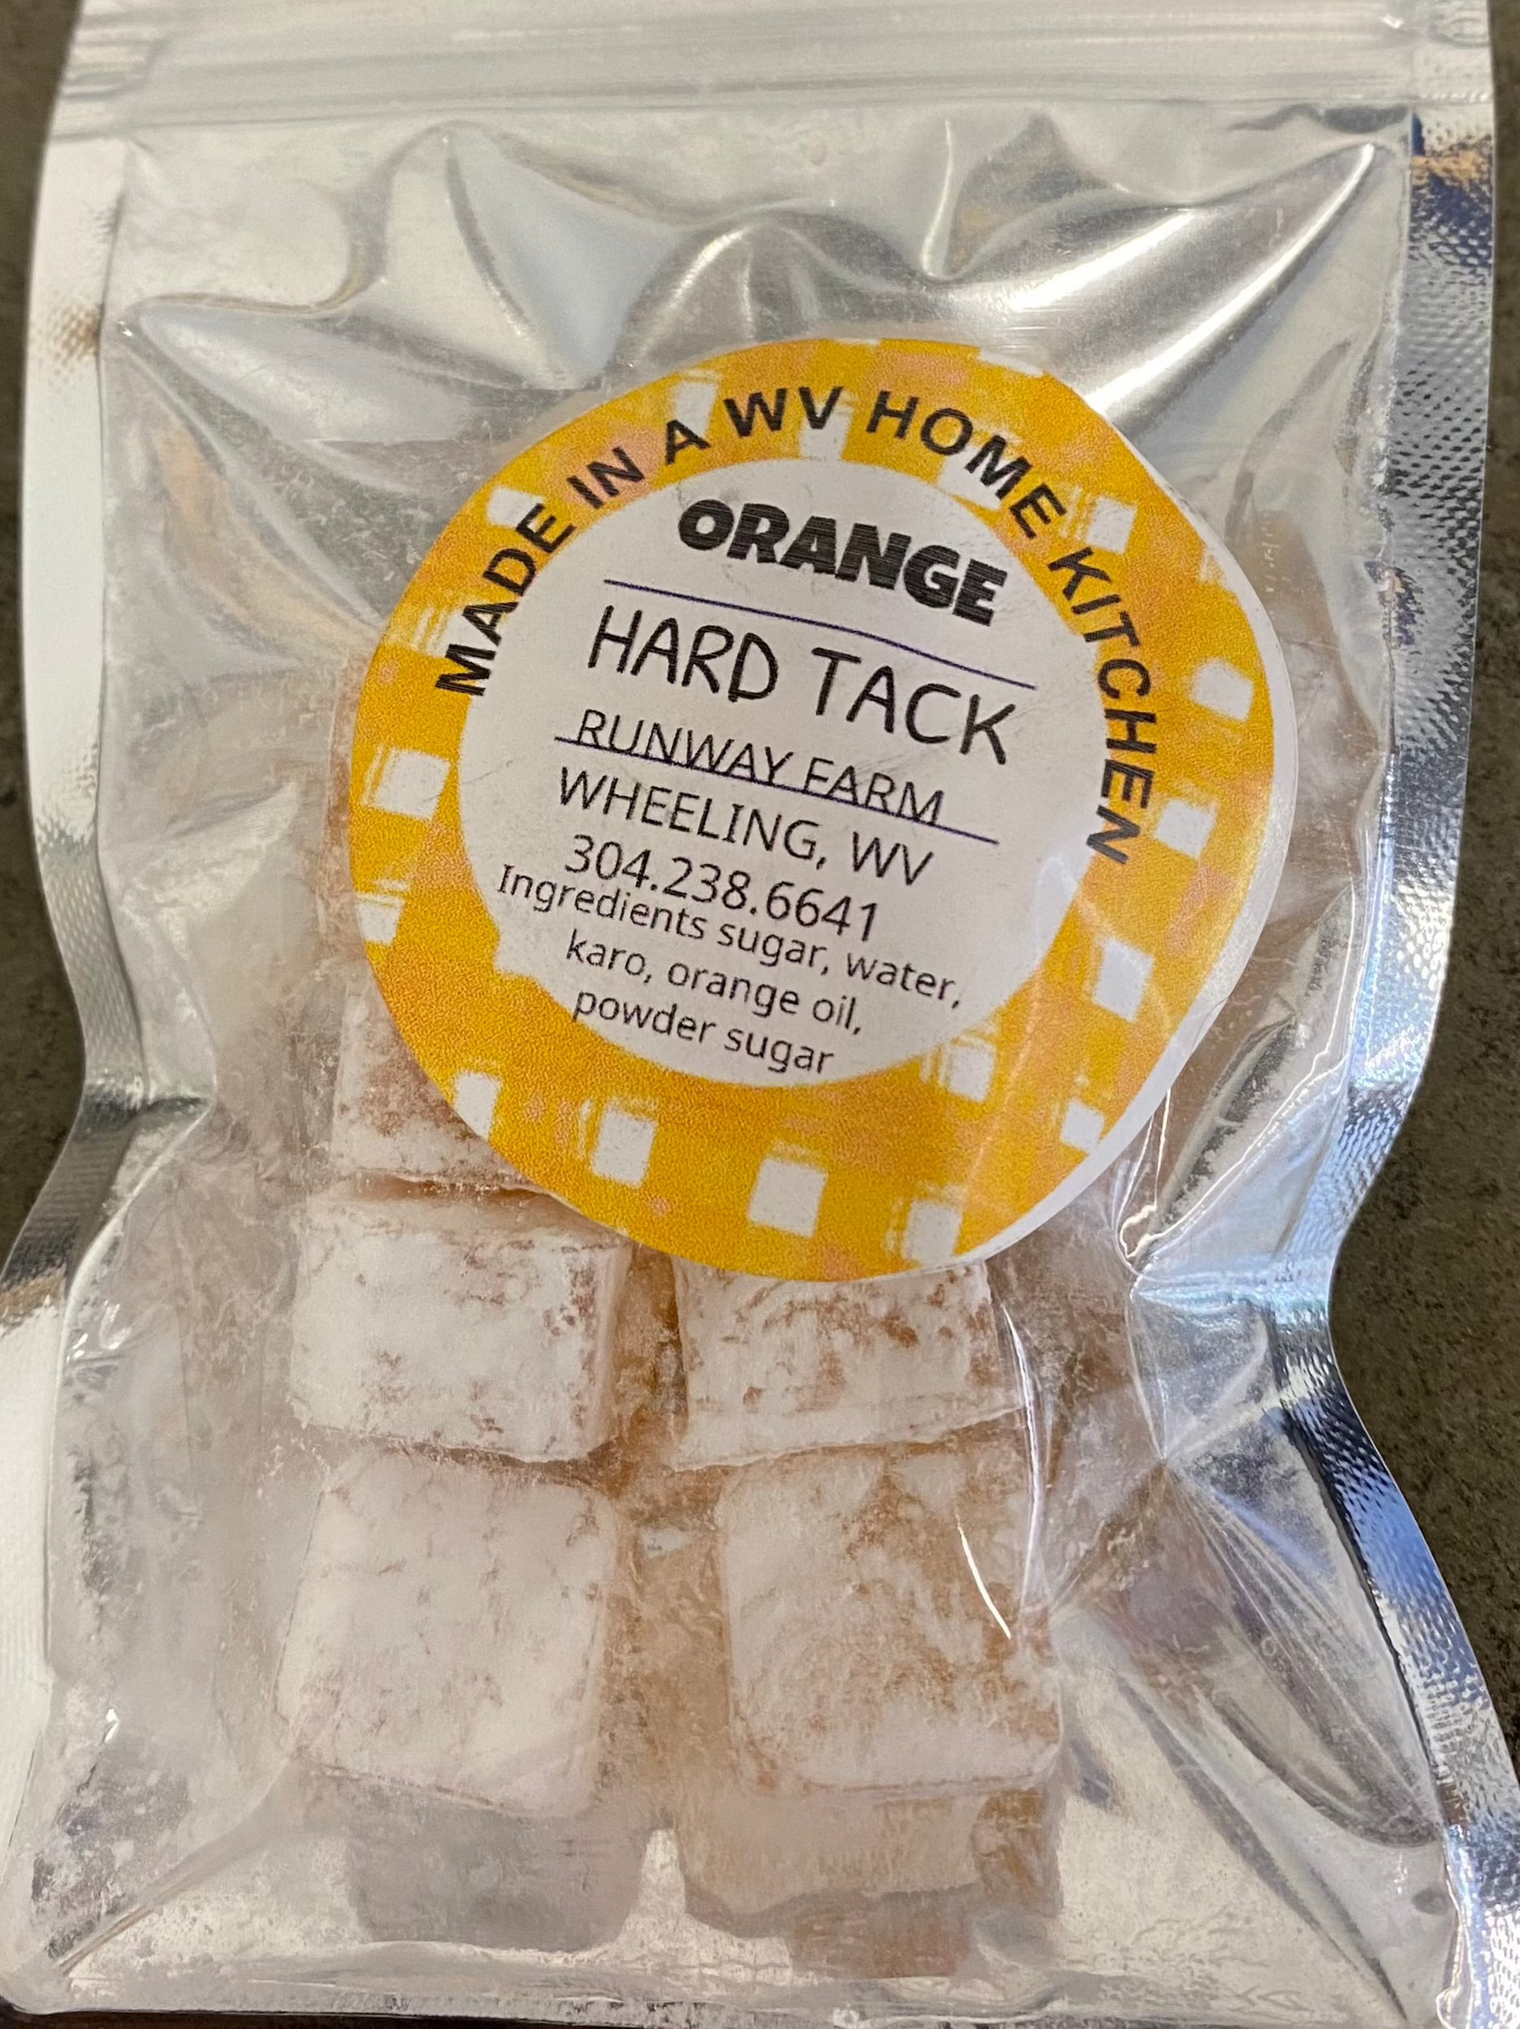 MADE IN A WV HOME KITCHEN
ORANGE
HARD TACK
RUNWAY FARM
WHEELING, WV
304.238.6641
Ingredients sugar, water,
karo, orange oil,
powder sugar